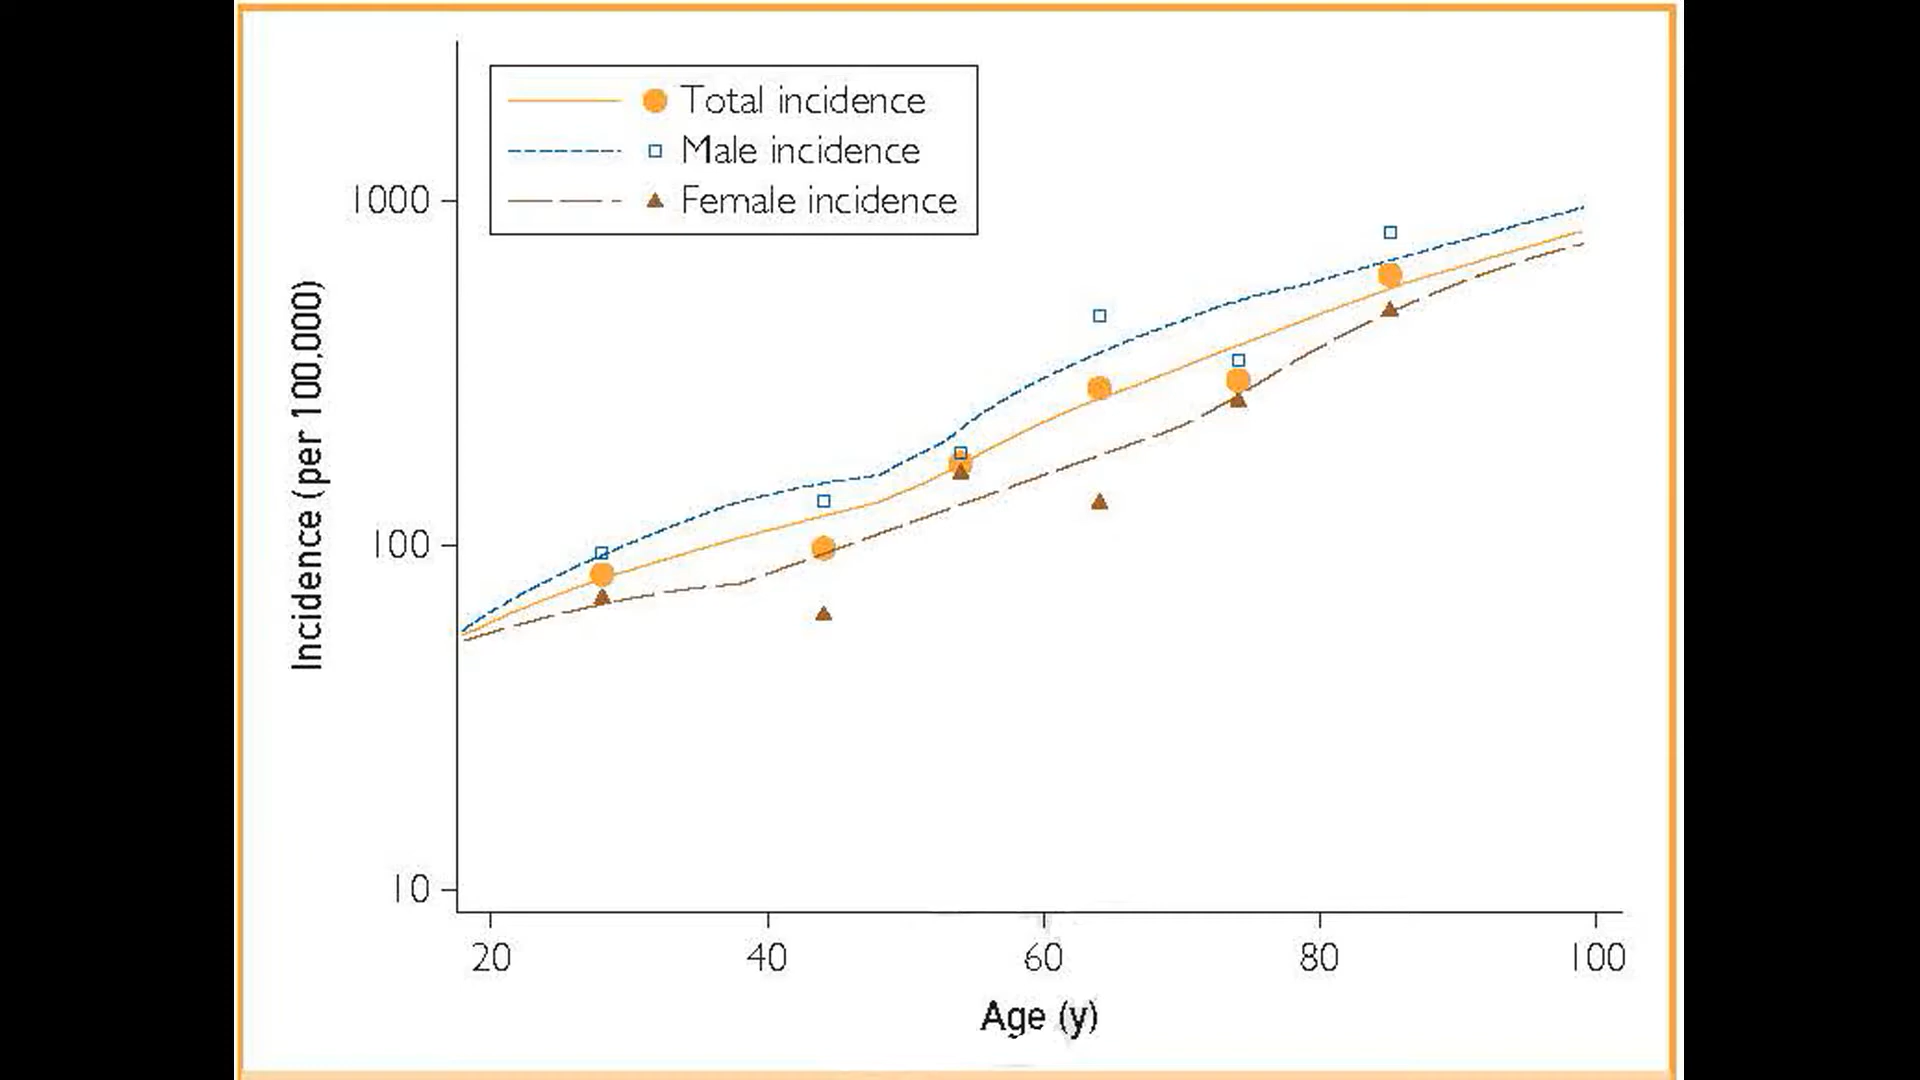 Total incidence
Male incidence
Female incidence
1000
100
10
Incidence (per 100,000)
20 40 60 80 100
Age (y)